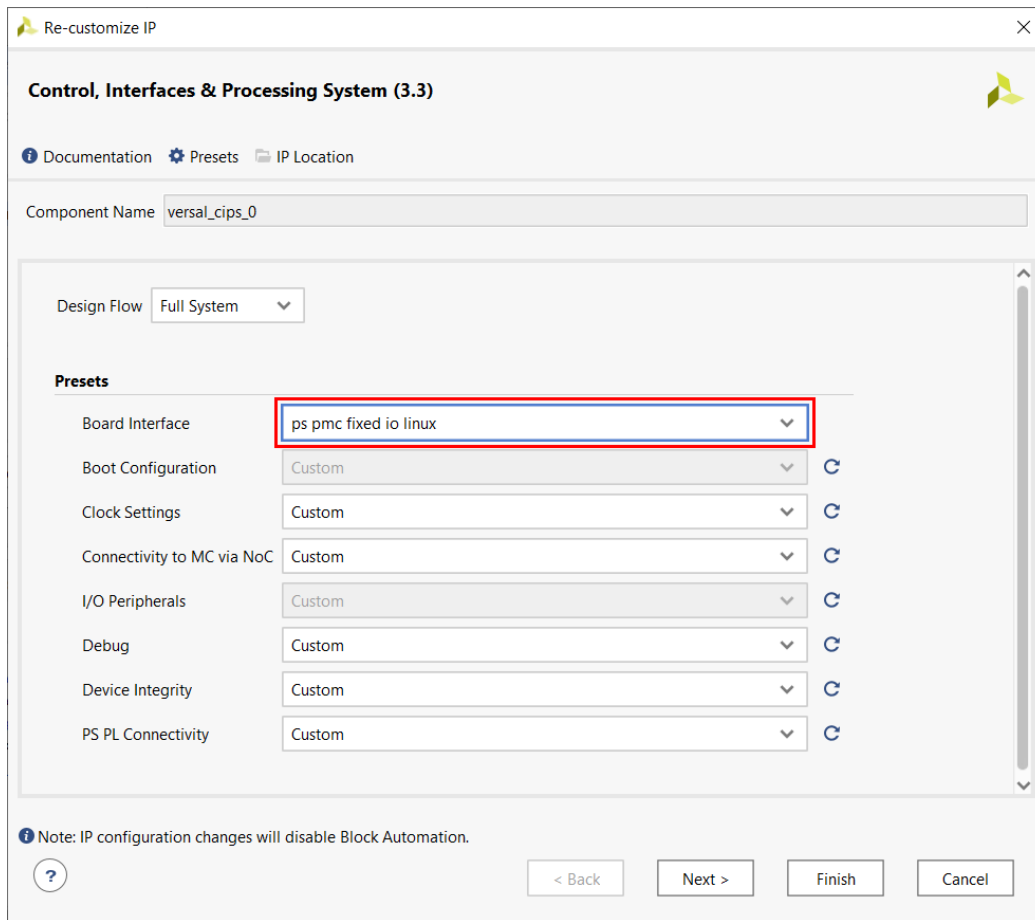 Re-customize IP
Control, Interfaces & Processing System (3.3)
Documentation Presets IP Location
Component Name versal_cips_0
Design Flow Full System
Presets
Board Interface ps pmc fixed io linux
Boot Configuration Custom
Clock Settings Custom
Connectivity to MC via NoC Custom
I/O Peripherals Custom
Debug Custom
Device Integrity Custom
PS PL Connectivity Custom
Note: IP configuration changes will disable Block Automation.
? < Back Next > Finish Cancel